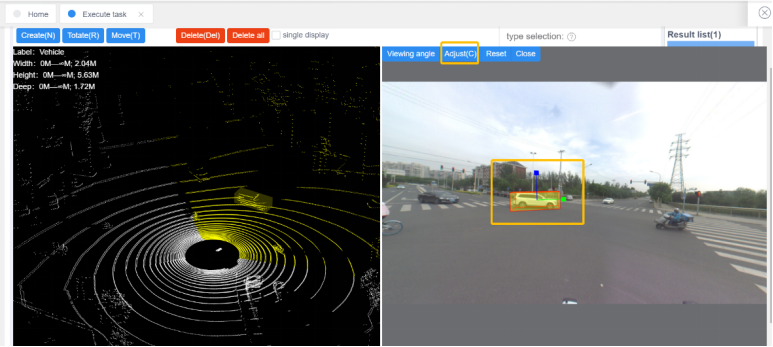 Home
Execute task
Create(N) Totate(R) Move(T) Delete(Del) Delete all single display
type selection:
Result list(1)
Label: Vehicle
Width: 0M—∞M; 2.04M
Height: 0M—∞M; 5.63M
Deep: 0M—∞M; 1.72M
Viewing angle Adjust(C) Reset Close